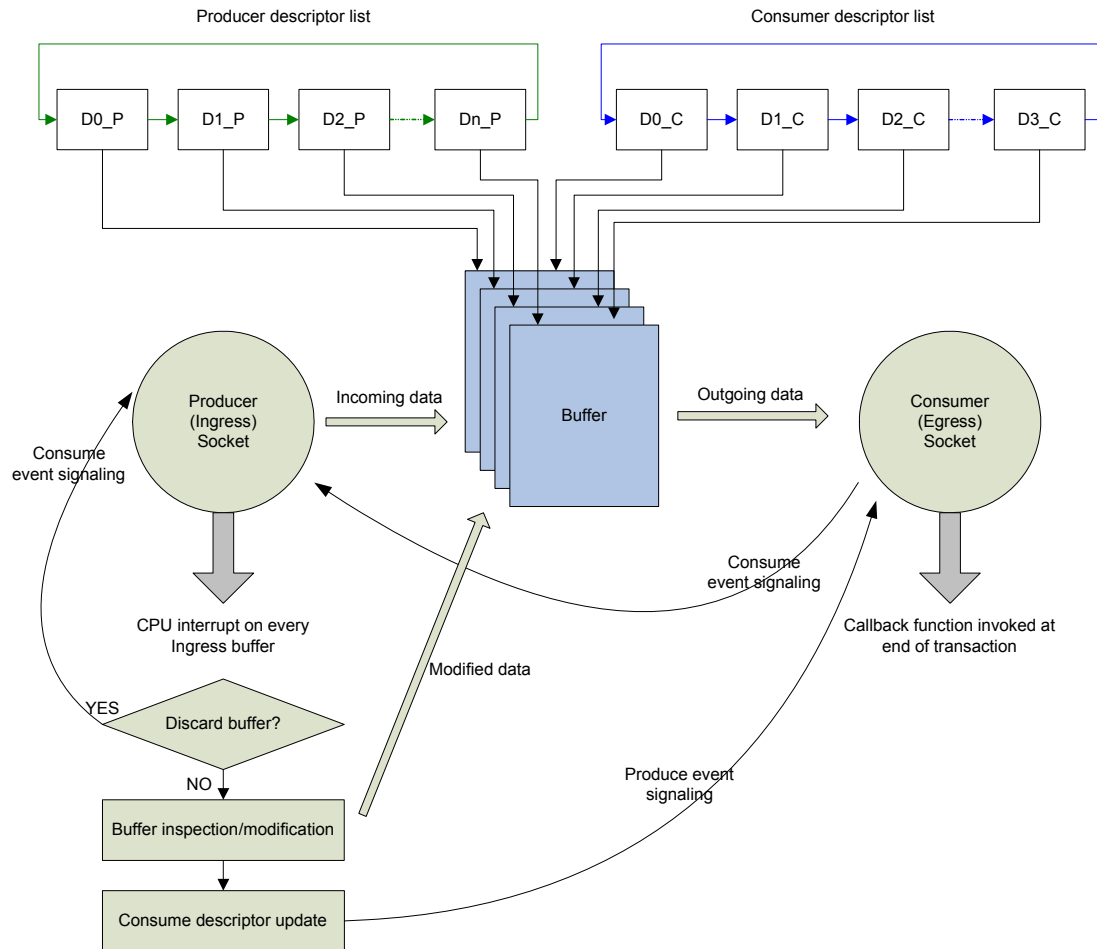 Producer descriptor list
Consumer descriptor list
D0_P
D1_P
D2_P
Dn_P
D0_C
D1_C
D2_C
D3_C
Producer
(Ingress)
Socket
Incoming data
Buffer
Outgoing data
Consumer
(Egress)
Socket
Consume
event signaling
Consume
event signaling
CPU interrupt on every
Ingress buffer
Callback function invoked at
end of transaction
Modified data
YES
Discard buffer?
NO
Produce event
signaling
Buffer inspection/modification
Consume descriptor update